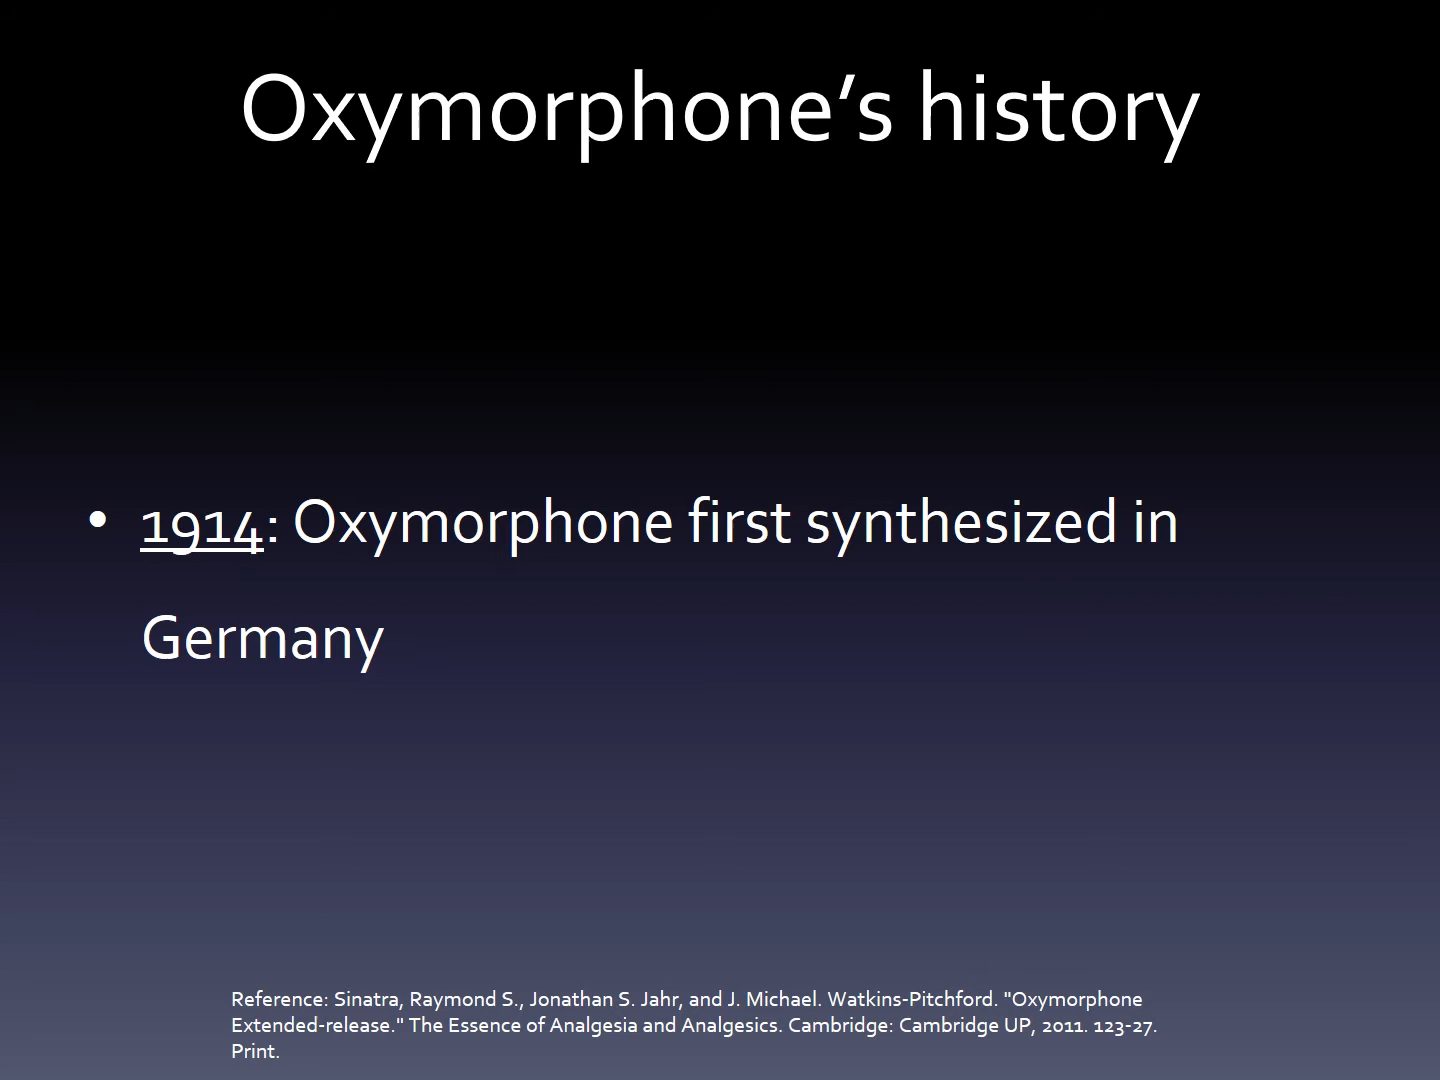 Oxymorphone’s history
• 1914: Oxymorphone first synthesized in
Germany
Reference: Sinatra, Raymond S., Jonathan S. Jahr, and J. Michael. Watkins-Pitchford. "Oxymorphone
Extended-release." The Essence of Analgesia and Analgesics. Cambridge: Cambridge UP, 2011. 123-27.
Print.